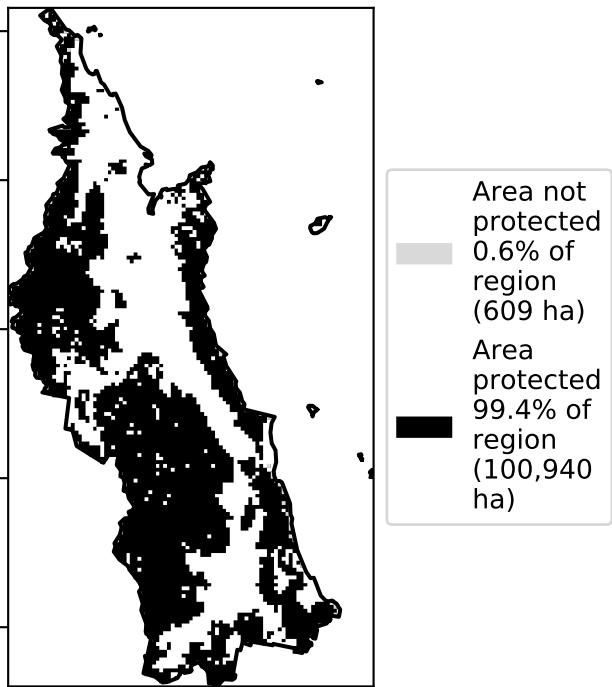 Area not
protected
0.6% of
region
(609 ha)
Area
protected
99.4% of
region
(100,940
ha)